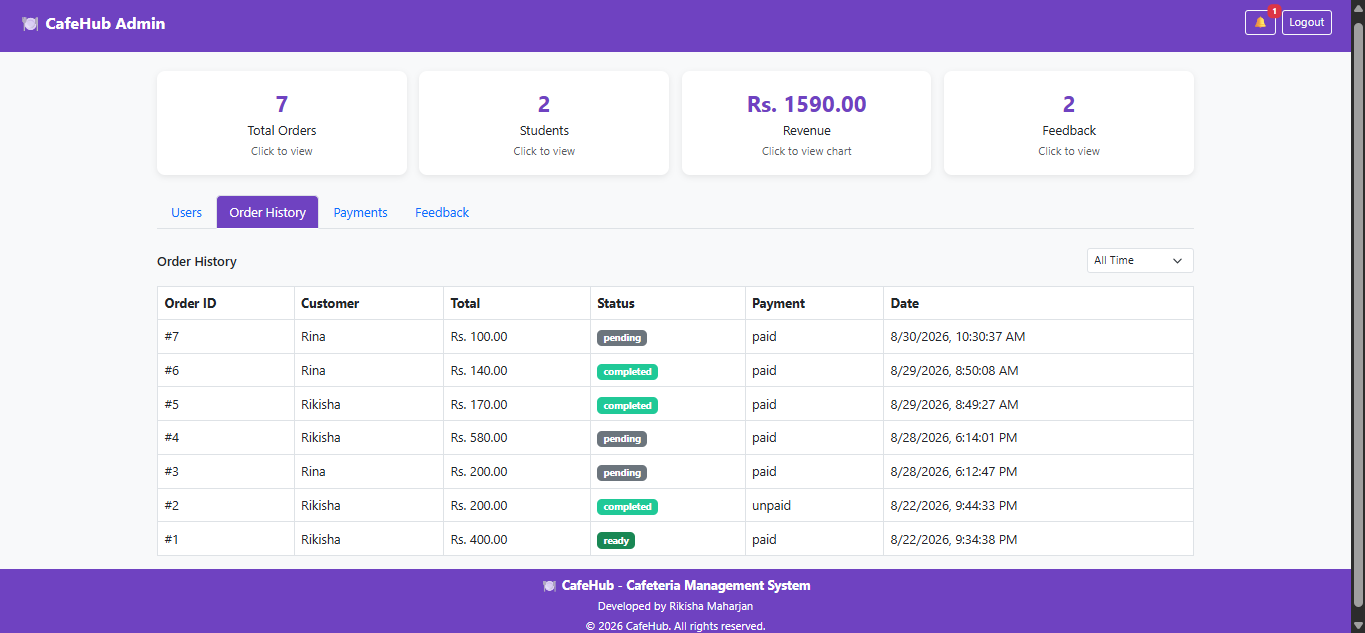 CafeHub Admin
1
Logout
7
Total Orders
Click to view
2
Students
Click to view
Rs. 1590.00
Revenue
Click to view chart
2
Feedback
Click to view
Users Order History Payments Feedback
Order History
All Time
Order ID Customer Total Status Payment Date
#7 Rina Rs. 100.00 pending paid 8/30/2026, 10:30:37 AM
#6 Rina Rs. 140.00 completed paid 8/29/2026, 8:50:08 AM
#5 Rikisha Rs. 170.00 completed paid 8/29/2026, 8:49:27 AM
#4 Rikisha Rs. 580.00 pending paid 8/28/2026, 6:14:01 PM
#3 Rina Rs. 200.00 pending paid 8/28/2026, 6:12:47 PM
#2 Rikisha Rs. 200.00 completed unpaid 8/22/2026, 9:44:33 PM
#1 Rikisha Rs. 400.00 ready paid 8/22/2026, 9:34:38 PM
CafeHub - Cafeteria Management System
Developed by Rikisha Maharjan
© 2026 CafeHub. All rights reserved.